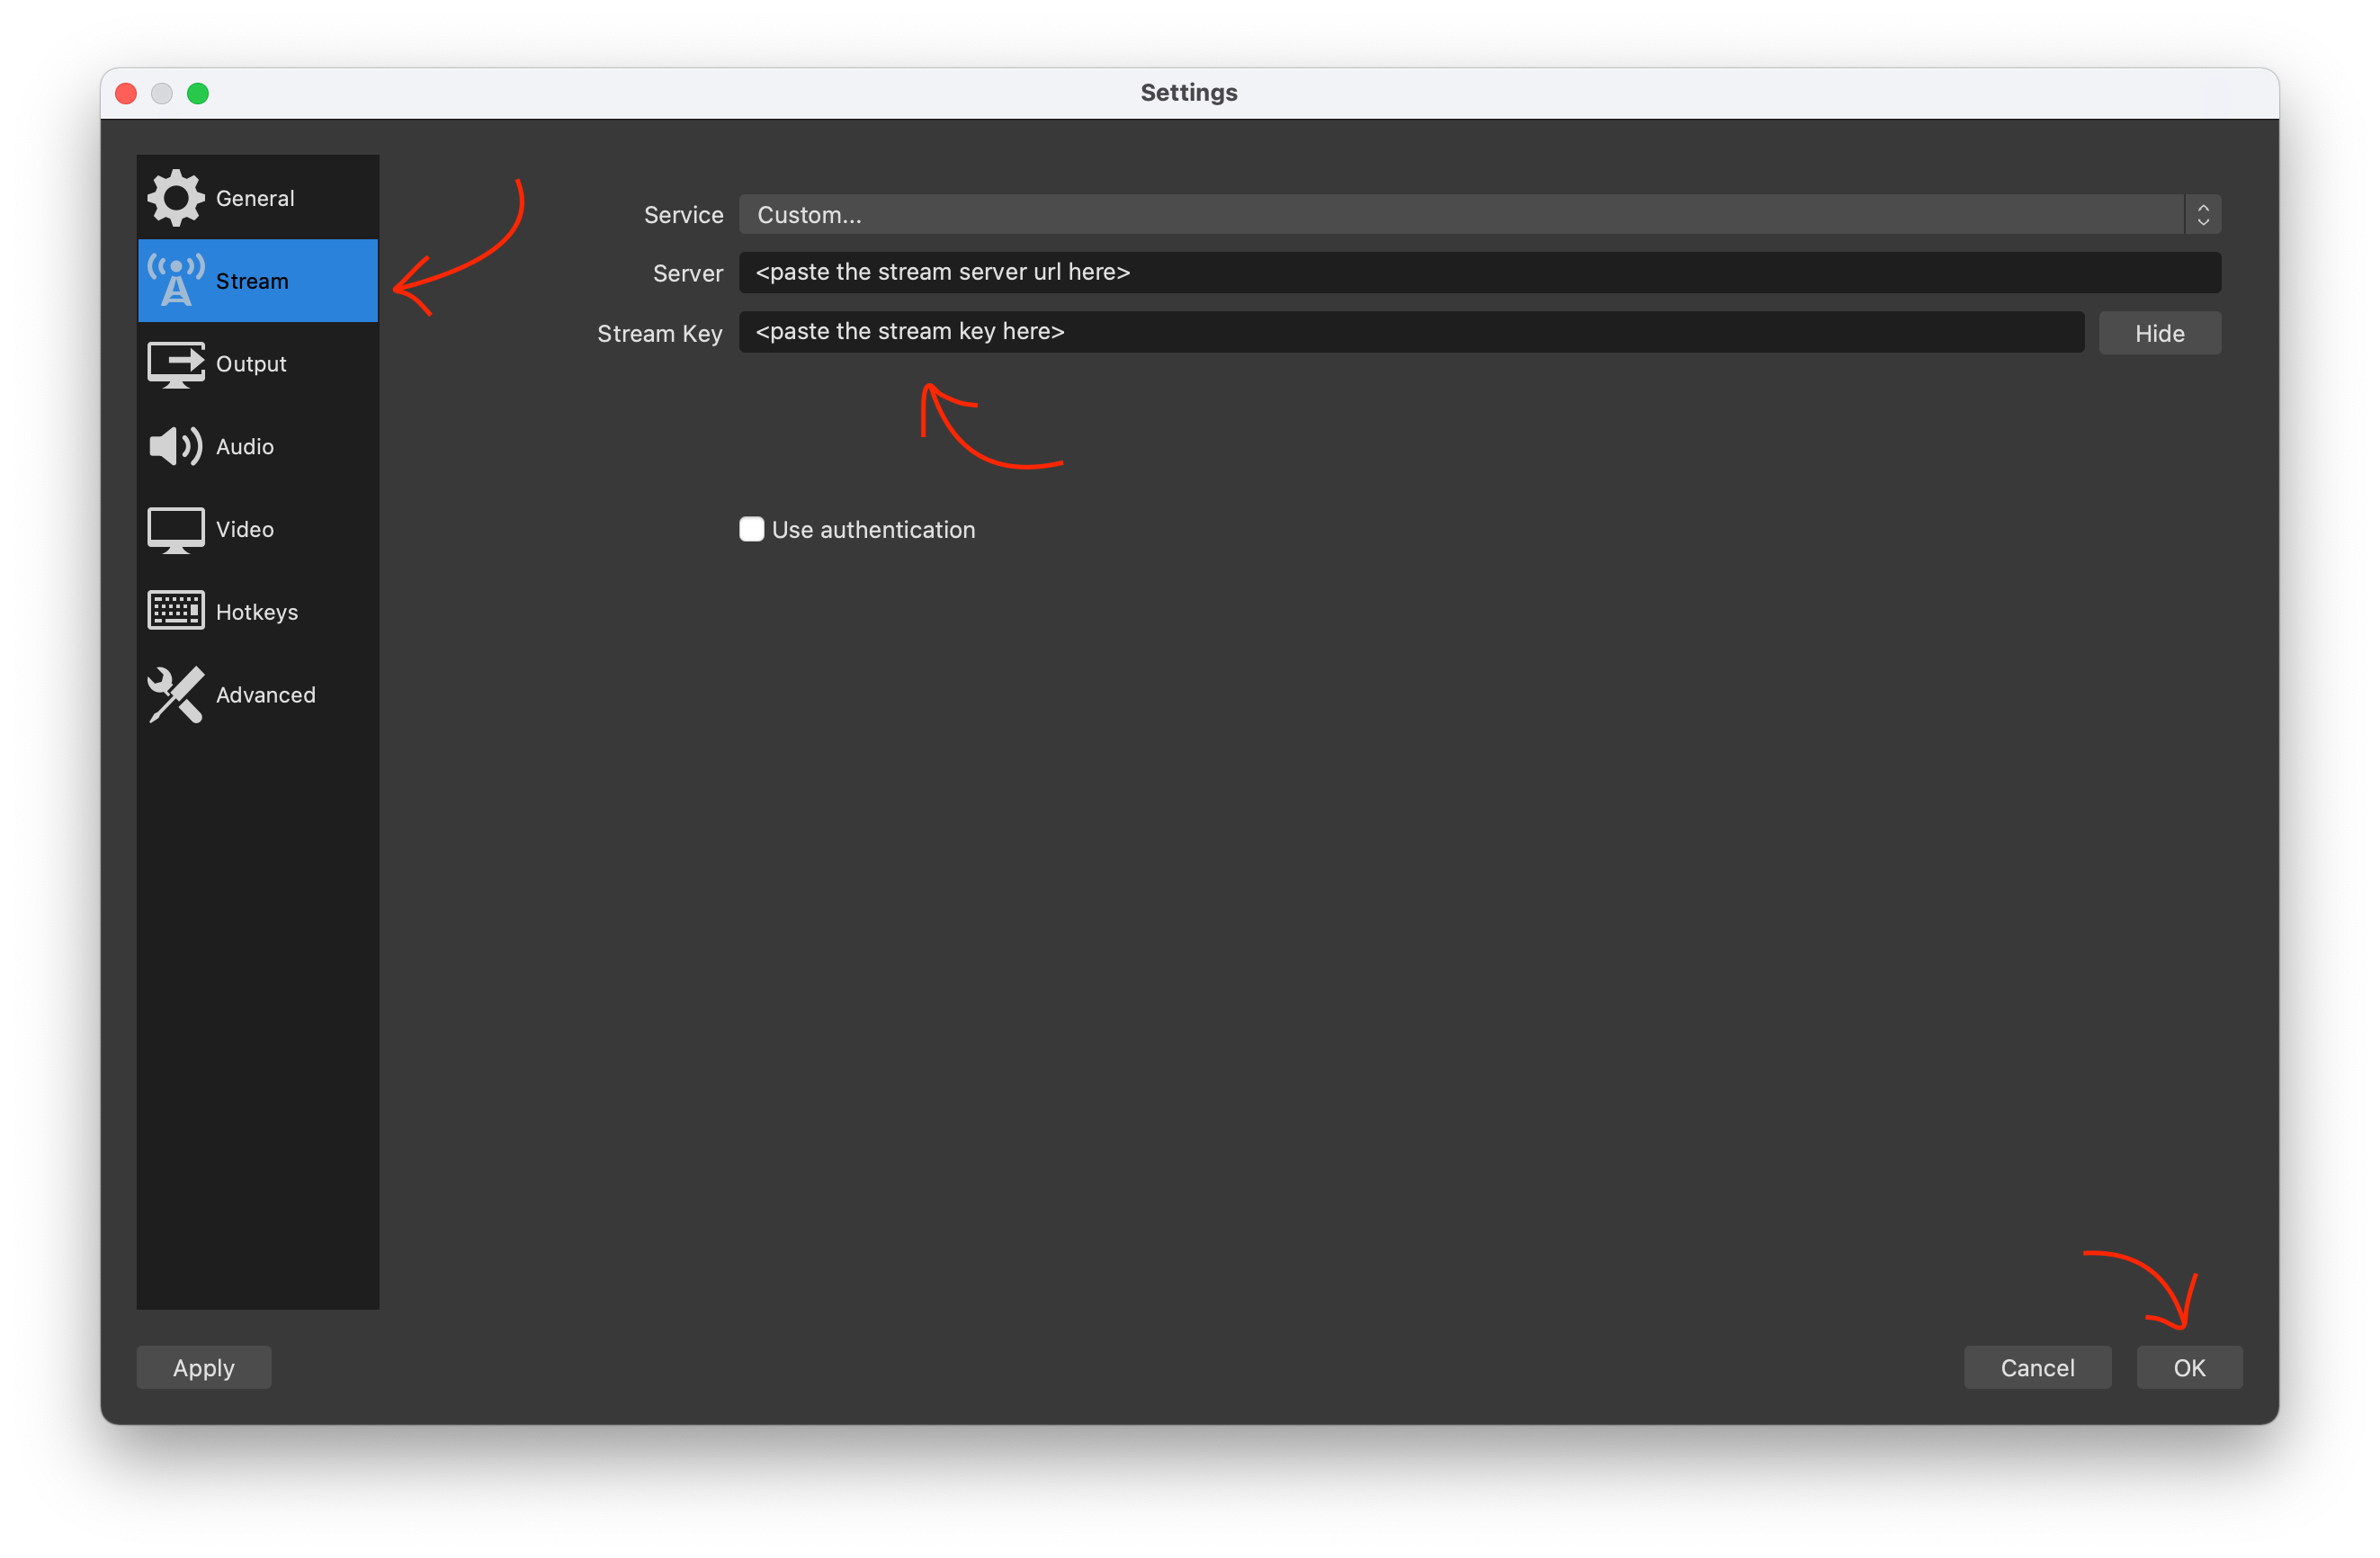 Settings
General
Stream
Output
Audio
Video
Hotkeys
Advanced
Service Custom...
Server <paste the stream server url here>
Stream Key <paste the stream key here> Hide
Use authentication
Apply Cancel OK